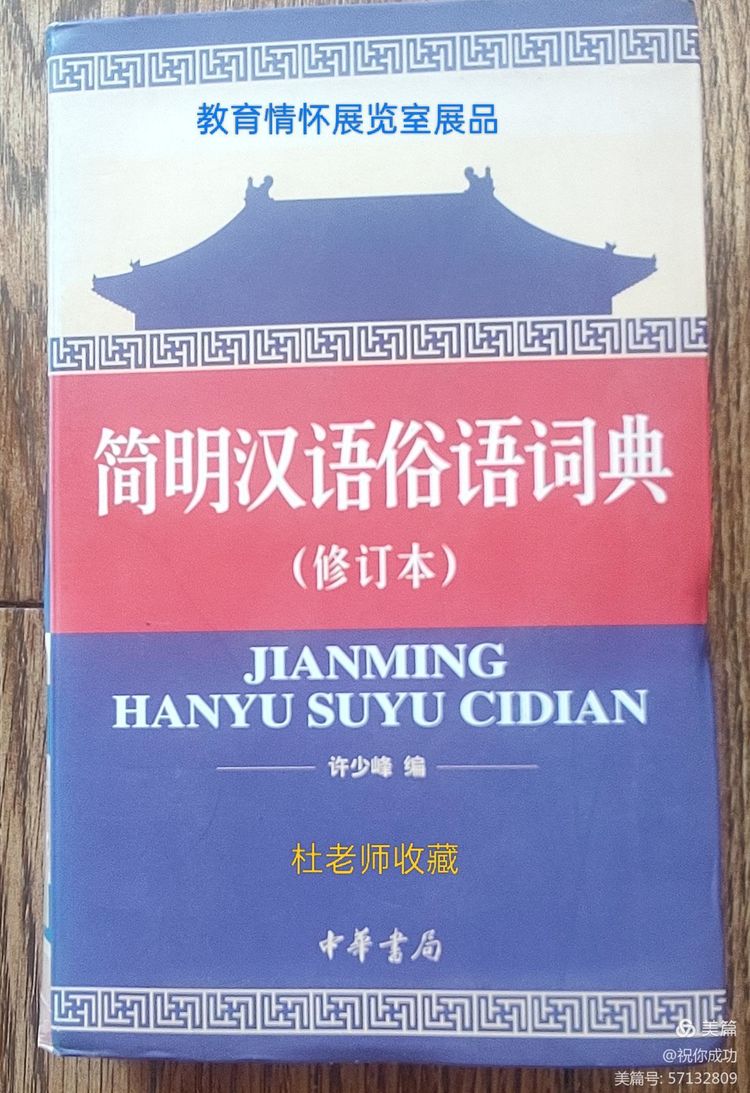 教育情怀展览室展品
简明汉语俗语词典
（修订本）
JIANMING
HANYU SUYU CIDIAN
许少峰 编
杜老师收藏
中華書局
美篇
@祝你成功
美篇号: 57132809